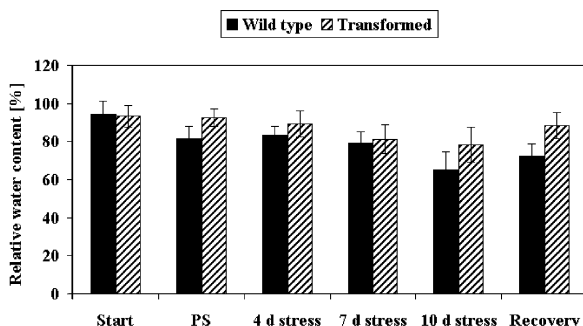 Wild type Transformed
Relative water content [%]
120
100
80
60
40
20
0
Start PS 4 d stress 7 d stress 10 d stress Recovery